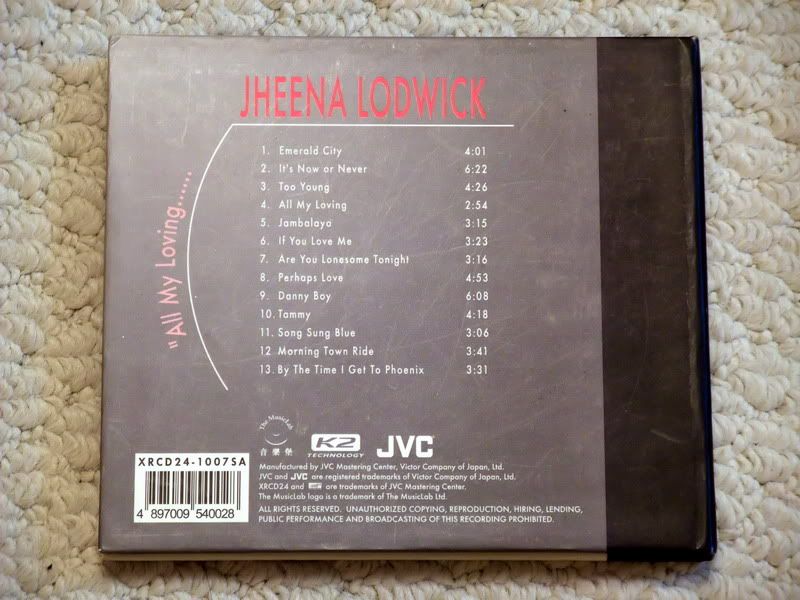 JHEENA LODWICK
"All My Loving......
1. Emerald City 4:01
2. It's Now or Never 6:22
3. Too Young 4:26
4. All My Loving 2:54
5. Jambalaya 3:15
6. If You Love Me 3:23
7. Are You Lonesome Tonight 3:16
8. Perhaps Love 4:53
9. Danny Boy 6:08
10. Tammy 4:18
11. Song Sung Blue 3:06
12 Morning Town Ride 3:41
13. By The Time I Get To Phoenix 3:31
The MusicLab
音樂堡
K2
TECHNOLOGY
JVC
XRCD24-1007SA
4 897009 540028
Manufactured by JVC Mastering Center, Victor Company of Japan, Ltd.
JVC and JVC are registered trademarks of Victor Company of Japan, Ltd.
XRCD24 and are trademarks of JVC Mastering Center.
The MusicLab logo is a trademark of The MusicLab Ltd.
ALL RIGHTS RESERVED. UNAUTHORIZED COPYING, REPRODUCTION, HIRING, LENDING,
PUBLIC PERFORMANCE AND BROADCASTING OF THIS RECORDING PROHIBITED.